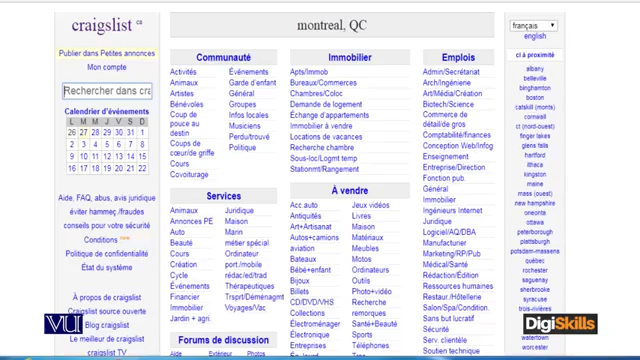 craigslist ca
Publier dans Petites annonces
Mon compte
Rechercher dans cra
Calendrier d'événements
L M M J V S D
26 27 28 29 30 31 1
2 3 4 5 6 7 8
9 10 11 12 13 14 15
16 17 18 19 20 21 22
Aide, FAQ, abus, avis juridique
éviter hammeç./fraudes
conseils pour votre sécurité
Conditions new
Politique de confidentialité
État du système
À propos de craigslist
Craigslist source ouverte
Blog craigslist
Le meilleur de craigslist
craigslist TV
montreal, QC
Communauté
Activités
Animaux
Artistes
Bénévoles
Coup de
pouce au
destin
Coups de
cœur/de griffe
Cours
Covoiturage
Événements
Garde d'enfant
Général
Groupes
Infos locales
Musiciens
Perdu/trouvé
Politique
Services
Animaux
Annonces PE
Auto
Beauté
Cours
Création
Cycle
Événements
Financier
Jardin + agri.
Juridique
Maison
Marin
métier spécial.
Ordinateur
port./mobile
rédac/ed/trad
Thérapeutiques
Trsprt/Déménagmt
Voyages/Vac
Forums de discussion
Aide
Extérieur
Photos
Immobilier
Apts/Immob
Bureaux/Commerces
Chambres/Coloc
Demande de logement
Échange d'appartements
Immobilier à vendre
Locations de vacances
Recherche chambre
Sous-loc/Logmt temp
Stationmt/Rangement
À vendre
Acc.auto
Antiquités
Art+Artisanat
Autos+camions
aviation
Bateaux
Bébé+enfant
Bijoux
Billets
CD/DVD/VHS
Collections
Électroménager
Électronique
Entreprises
Jeux vidéos
Livres
Maison
Matériaux
Meubles
Motos
Ordinateurs
Outils
Photo+vidéo
Recherche
remorques
Santé+Beauté
Sport
Téléphones
Emplois
Admin/Secrétariat
Arch/Ingénierie
Art/Média/Création
Biotech/Science
Commerce de
détail/de gros
Comptabilité/finances
Conception Web/Infog
Enseignement
Entreprise/Direction
Fonction pub.
Général
Immobilier
Ingénieurs Internet
Juridique
Logiciel/AQ/DBA
Manufacturier
Marketing/RP/Pub
Médical/Santé
Rédaction/Édition
Ressources humaines
Restaur./Hôtellerie
Salon/Spa/Condition.
Sans but lucratif
Sécurité
Serv. clientèle
Soutien technique
français
english
cl à proximité
albany
belleville
binghamton
boston
catskill (monts)
cornwall
ct (nord-ouest)
finger lakes
glens falls
hartford
ithaca
kingston
maine
mass (ouest)
new hampshire
oneonta
ottawa
peterborough
plattsburgh
potsdam-massena
québec
rochester
saguenay
sherbrooke
syracuse
trois-rivières
watertown
VU
DigiSkills